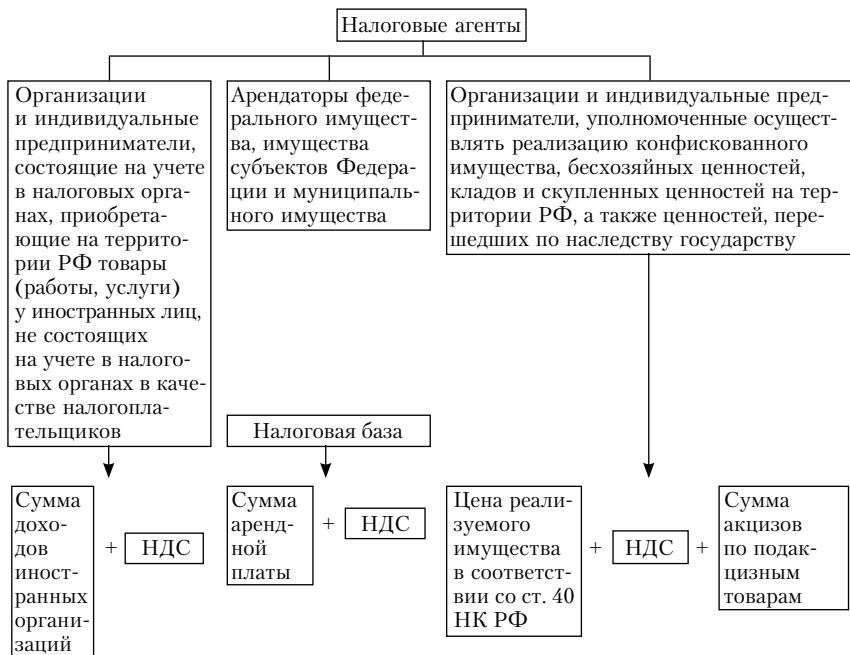 Налоговые агенты
Организации
и индивидуальные
предприниматели,
состоящие на учете
в налоговых орга-
нах, приобрета-
ющие на террито-
рии РФ товары
(работы, услуги)
у иностранных лиц,
не состоящих
на учете в налого-
вых органах в каче-
стве налогопла-
тельщиков
Арендаторы феде-
рального имущест-
ва, имущества
субъектов Федера-
ции и муниципаль-
ного имущества
Организации и индивидуальные пред-
приниматели, уполномоченные осущест-
влять реализацию конфискованного
имущества, бесхозяйных ценностей,
кладов и скупленных ценностей на тер-
ритории РФ, а также ценностей, пере-
шедших по наследству государству
Налоговая база
Сумма
дохо-
дов
иност-
ранных
органи-
заций
+ НДС
Сумма
аренд-
ной
платы
+ НДС
Цена реали-
зуемого
имущества
в соответст-
вии со ст. 40
НК РФ
+ НДС +
Сумма
акцизов
по подак-
цизным
товарам